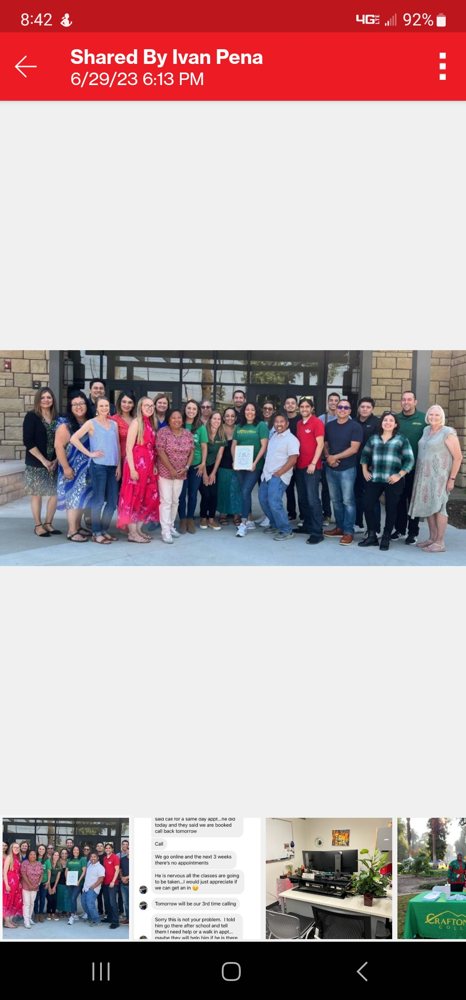 8:42
4G LTE 92%
Shared By Ivan Pena
6/29/23 6:13 PM
said call for a same day appt...he did
today and they said we are booked
call back tomorrow
Call
We go online and the next 3 weeks
there's no appointments
He is nervous all the classes are going
to be taken...I would just appreciate if
we can get an in 😉
Tomorrow will be our 3rd time calling
Sorry this is not your problem. I told
him go there after school and tell
them I need help or a walk in appt...
maybe they will help him if he is there
CRAFTON
COLL